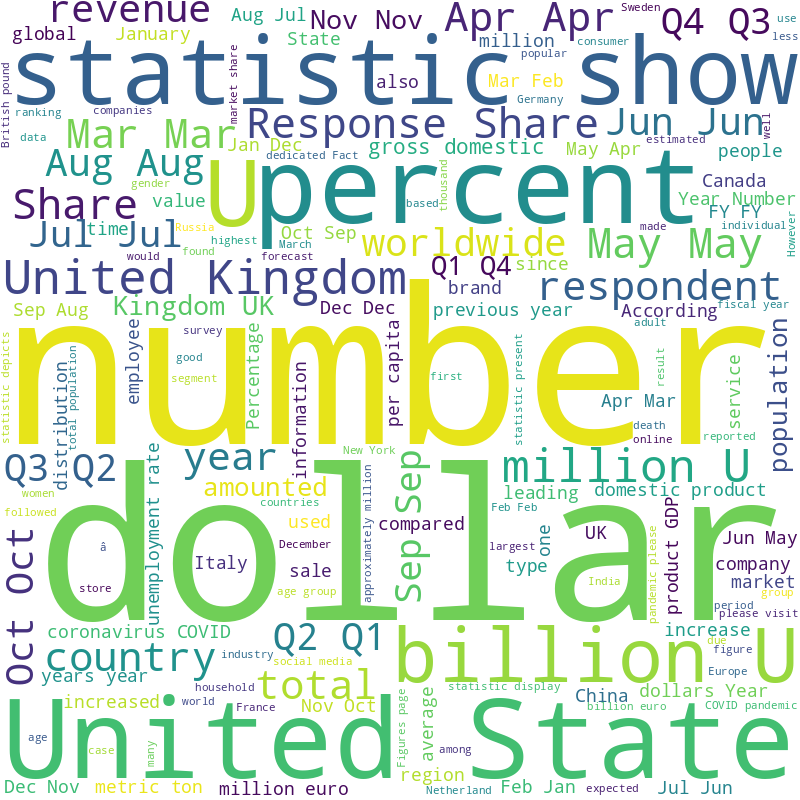 revenue
Aug Jul
Nov Nov
Apr Apr
Sweden
Q4 Q3
use
less
global
January
State
million
popular
consumer
statistic show
British pound
ranking
companies
market share
also
Mar Feb
Germany
data
Mar Mar
Response Share
Jun Jun
well
Jan Dec
gross domestic
May Apr
estimated
people
Aug Aug
dedicated Fact
U
percent
thousand
Canada
gender
Share
value
based
Year Number
Jul Jul
time
Russia
Oct Sep
FY FY
individual
However
highest
March
worldwide
May May
made
would
found
forecast
United Kingdom
Q1 Q4
since
respondent
fiscal year
brand
Sep Aug
Kingdom UK
Dec Dec
previous year
According
adult
number
statistic depicts
total population
distribution
employee
survey
good
segment
Percentage
information
per capita
first
statistic present
result
service
population
Apr Mar
death
online
reported
Q3 Q2
year
New York
million U
unemployment rate
women
amounted
countries
approximately million
Sep Sep
leading
domestic product
followed
used
compared
Feb Feb
dollar
Oct Oct
â
December
Italy
sale
largest
one
UK
type
Jun May
product GDP
company
store
age group
India
market
group
pandemic please
period
please visit
coronavirus COVID
Q2 Q1
increase
due
figure
country
industry
social media
billion U
Europe
years year
total
household
statistic display
China
dollars Year
increased
world
France
Nov Oct
Figures page
average
billion euro
COVID pandemic
United State
age
case
many
among
region
Dec Nov
metric ton
million euro
Netherland
Feb Jan
expected
Jul Jun